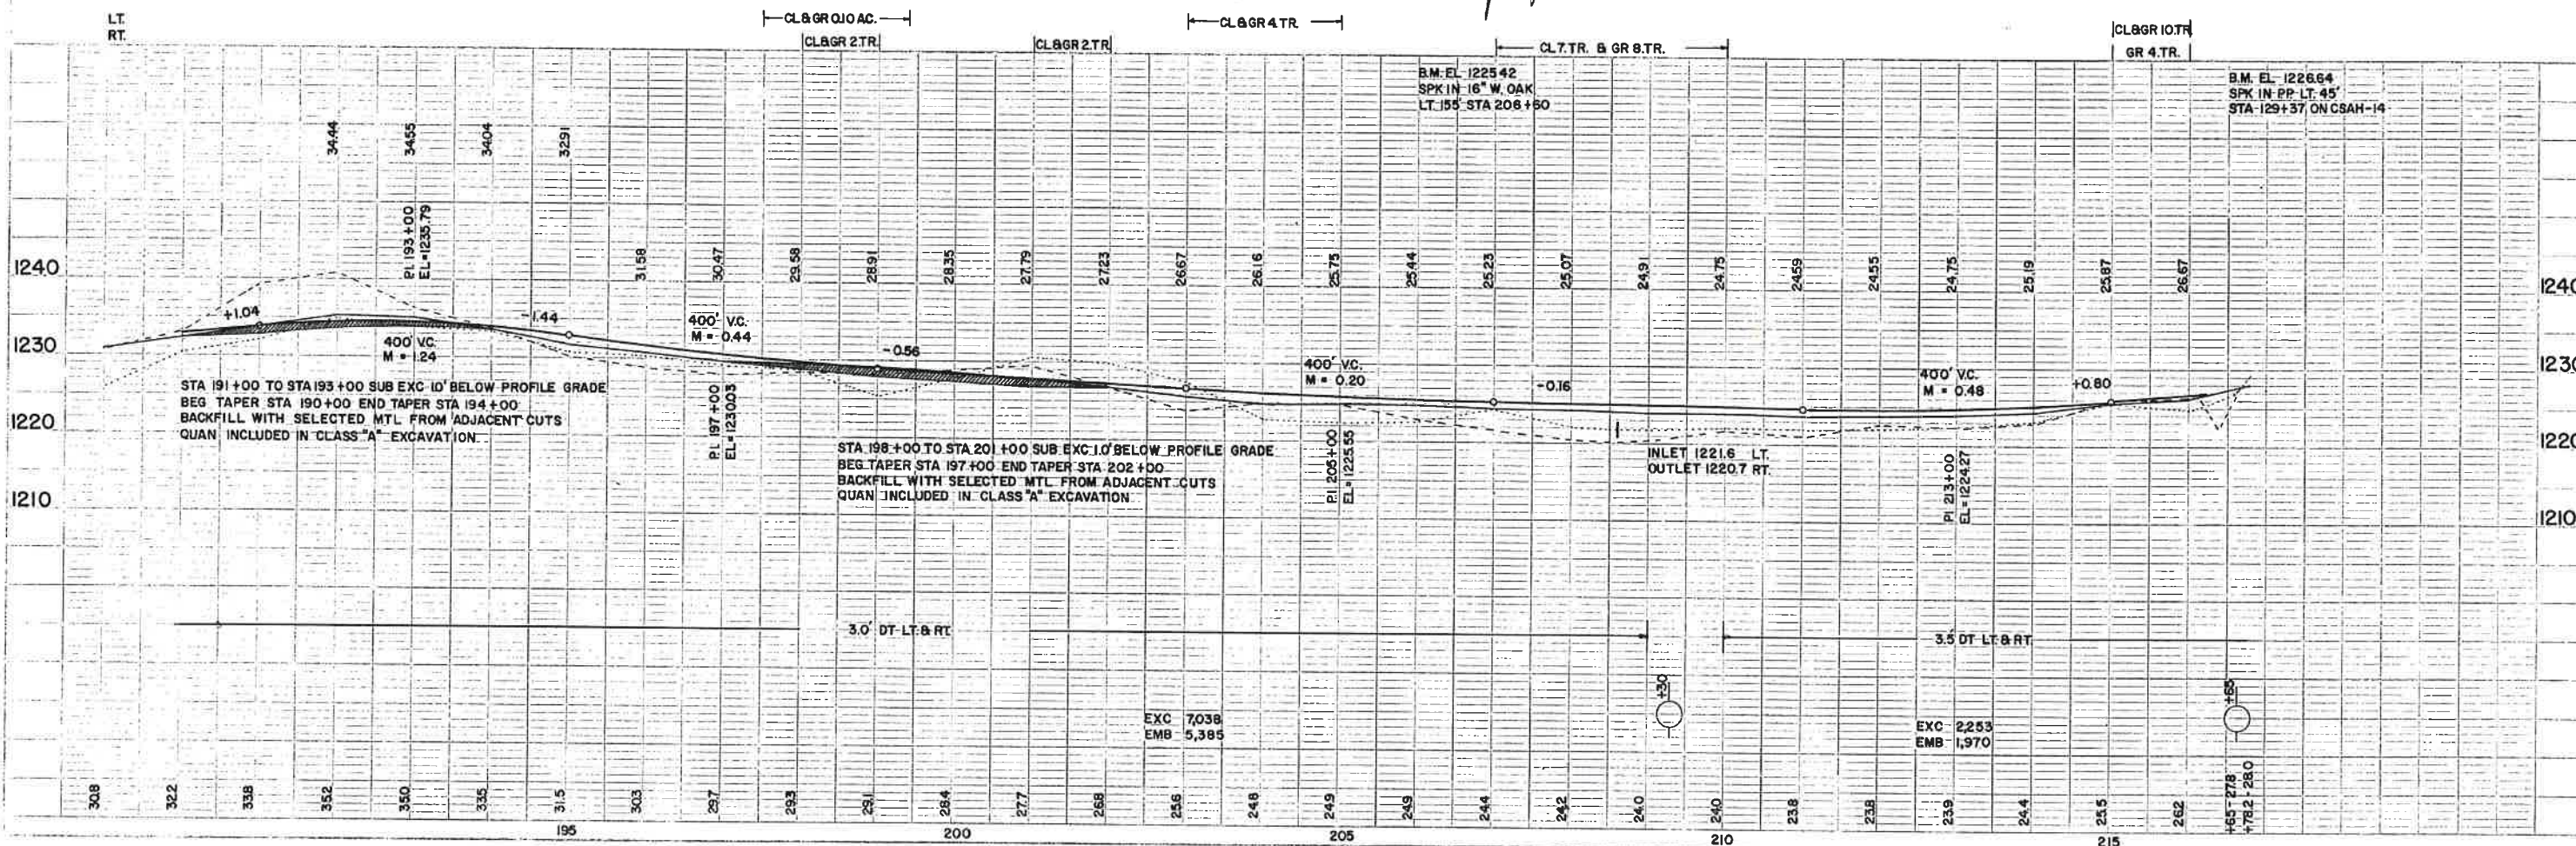 LT.
RT.
CL&GR 0.10 AC.
CL&GR 2.TR.
CL&GR 2.TR.
CL&GR 4.TR.
CL 7.TR. & GR 8.TR.
CL&GR 10.TR
GR 4.TR.
B.M. EL 1225.42
SPK IN 16" W. OAK
LT. 155' STA 206+60
B.M. EL 1226.64
SPK IN P.P. LT. 45'
STA 129+37 ON CSAH-14
34.44
34.55
34.04
32.91
31.58
30.47
29.58
28.91
28.35
27.79
27.23
26.67
26.16
25.75
25.44
25.23
25.07
24.91
24.75
24.59
24.55
24.75
25.19
25.87
26.67
P.I. 193+00
EL=1235.79
1240
1240
+1.04
-1.44
400' V.C.
M = 1.24
400' V.C.
M = 0.44
-0.56
1230
1230
400' V.C.
M = 0.20
-0.16
400' V.C.
M = 0.48
+0.80
STA 191+00 TO STA 193+00 SUB EXC 1.0' BELOW PROFILE GRADE
BEG TAPER STA 190+00 END TAPER STA 194+00
BACKFILL WITH SELECTED MTL FROM ADJACENT CUTS
QUAN INCLUDED IN CLASS "A" EXCAVATION
P.I. 197+00
EL=1230.03
1220
1220
STA 198+00 TO STA 201+00 SUB EXC 1.0' BELOW PROFILE GRADE
BEG TAPER STA 197+00 END TAPER STA 202+00
BACKFILL WITH SELECTED MTL FROM ADJACENT CUTS
QUAN INCLUDED IN CLASS "A" EXCAVATION
P.I. 205+00
EL=1225.55
INLET 1221.6 LT.
OUTLET 1220.7 RT.
P.I. 213+00
EL=1224.27
1210
1210
3.0' DT LT. & RT.
3.5' DT LT. & RT.
+30
+65
EXC 7,038
EMB 5,385
EXC 2,253
EMB 1,970
30.8
32.2
33.8
35.2
35.0
33.5
31.5
30.3
29.7
29.3
29.1
28.4
27.7
26.8
25.6
24.8
24.9
24.9
24.4
24.2
24.0
24.0
23.8
23.8
23.9
24.4
25.5
26.2
+65-27.8
+78.2-28.0
195
200
205
210
215